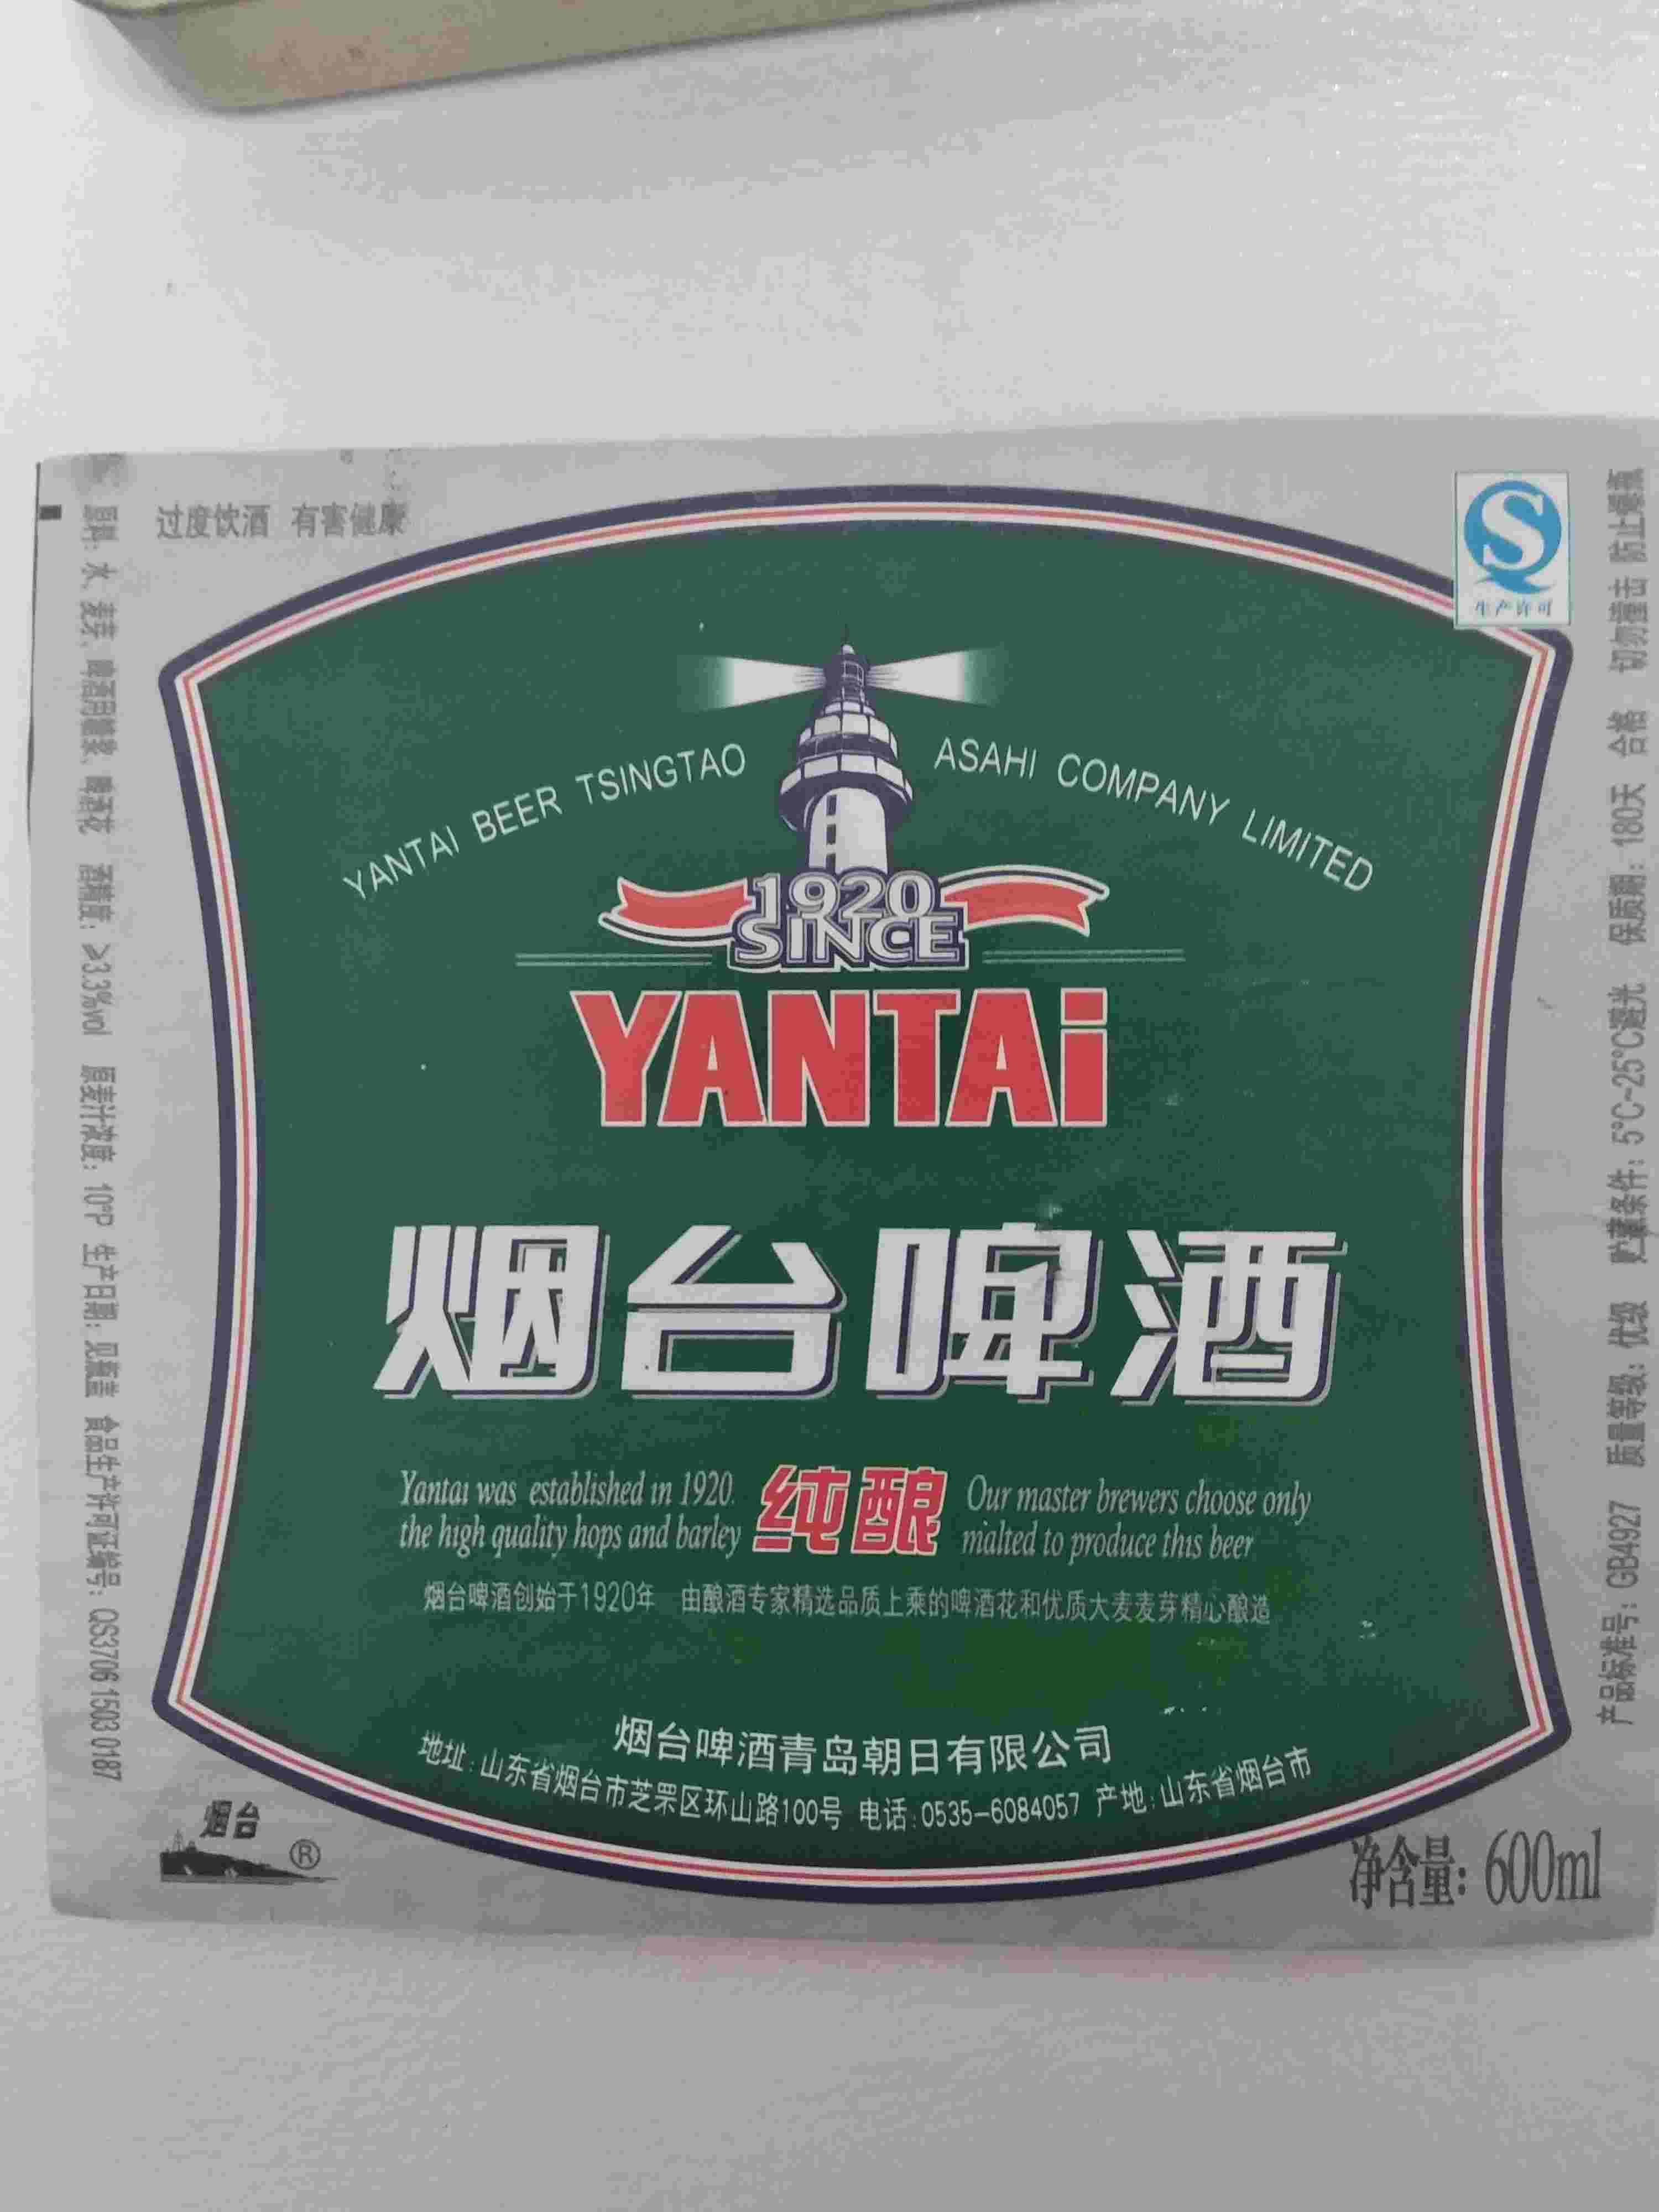 过度饮酒 有害健康
生产许可
YANTAI BEER TSINGTAO ASAHI COMPANY LIMITED
1920
SINCE
YANTAi
烟台啤酒
Yantai was established in 1920.
the high quality hops and barley
纯酿
Our master brewers choose only
malted to produce this beer
烟台啤酒创始于1920年 由酿酒专家精选品质上乘的啤酒花和优质大麦麦芽精心酿造
烟台啤酒青岛朝日有限公司
地址:山东省烟台市芝罘区环山路100号 电话:0535-6084057 产地:山东省烟台市
烟台
®
净含量: 600ml
原料: 水、麦芽、啤酒用糖浆、啤酒花 酒精度: ≥3.3%vol 原麦汁浓度: 10°P 生产日期: 见瓶盖 食品生产许可证编号: QS3706 1503 0187
产品标准号: GB4927 质量等级: 优级 贮藏条件: 5°C~25°C避光 保质期: 180天 合格 切勿撞击 防止爆瓶